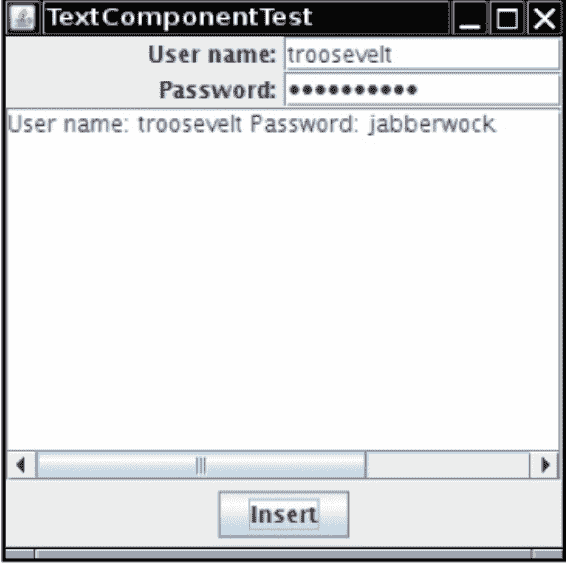 TextComponentTest
User name: troosevelt
Password: ●●●●●●●●●●
User name: troosevelt Password: jabberwock
Insert